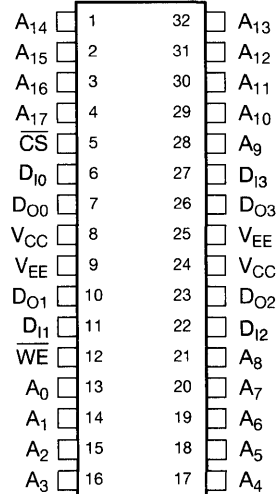 A14 1 32 A13
A15 2 31 A12
A16 3 30 A11
A17 4 29 A10
C̅S̅ 5 28 A9
DI0 6 27 DI3
DO0 7 26 DO3
VCC 8 25 VEE
VEE 9 24 VCC
DO1 10 23 DO2
DI1 11 22 DI2
W̅E̅ 12 21 A8
A0 13 20 A7
A1 14 19 A6
A2 15 18 A5
A3 16 17 A4